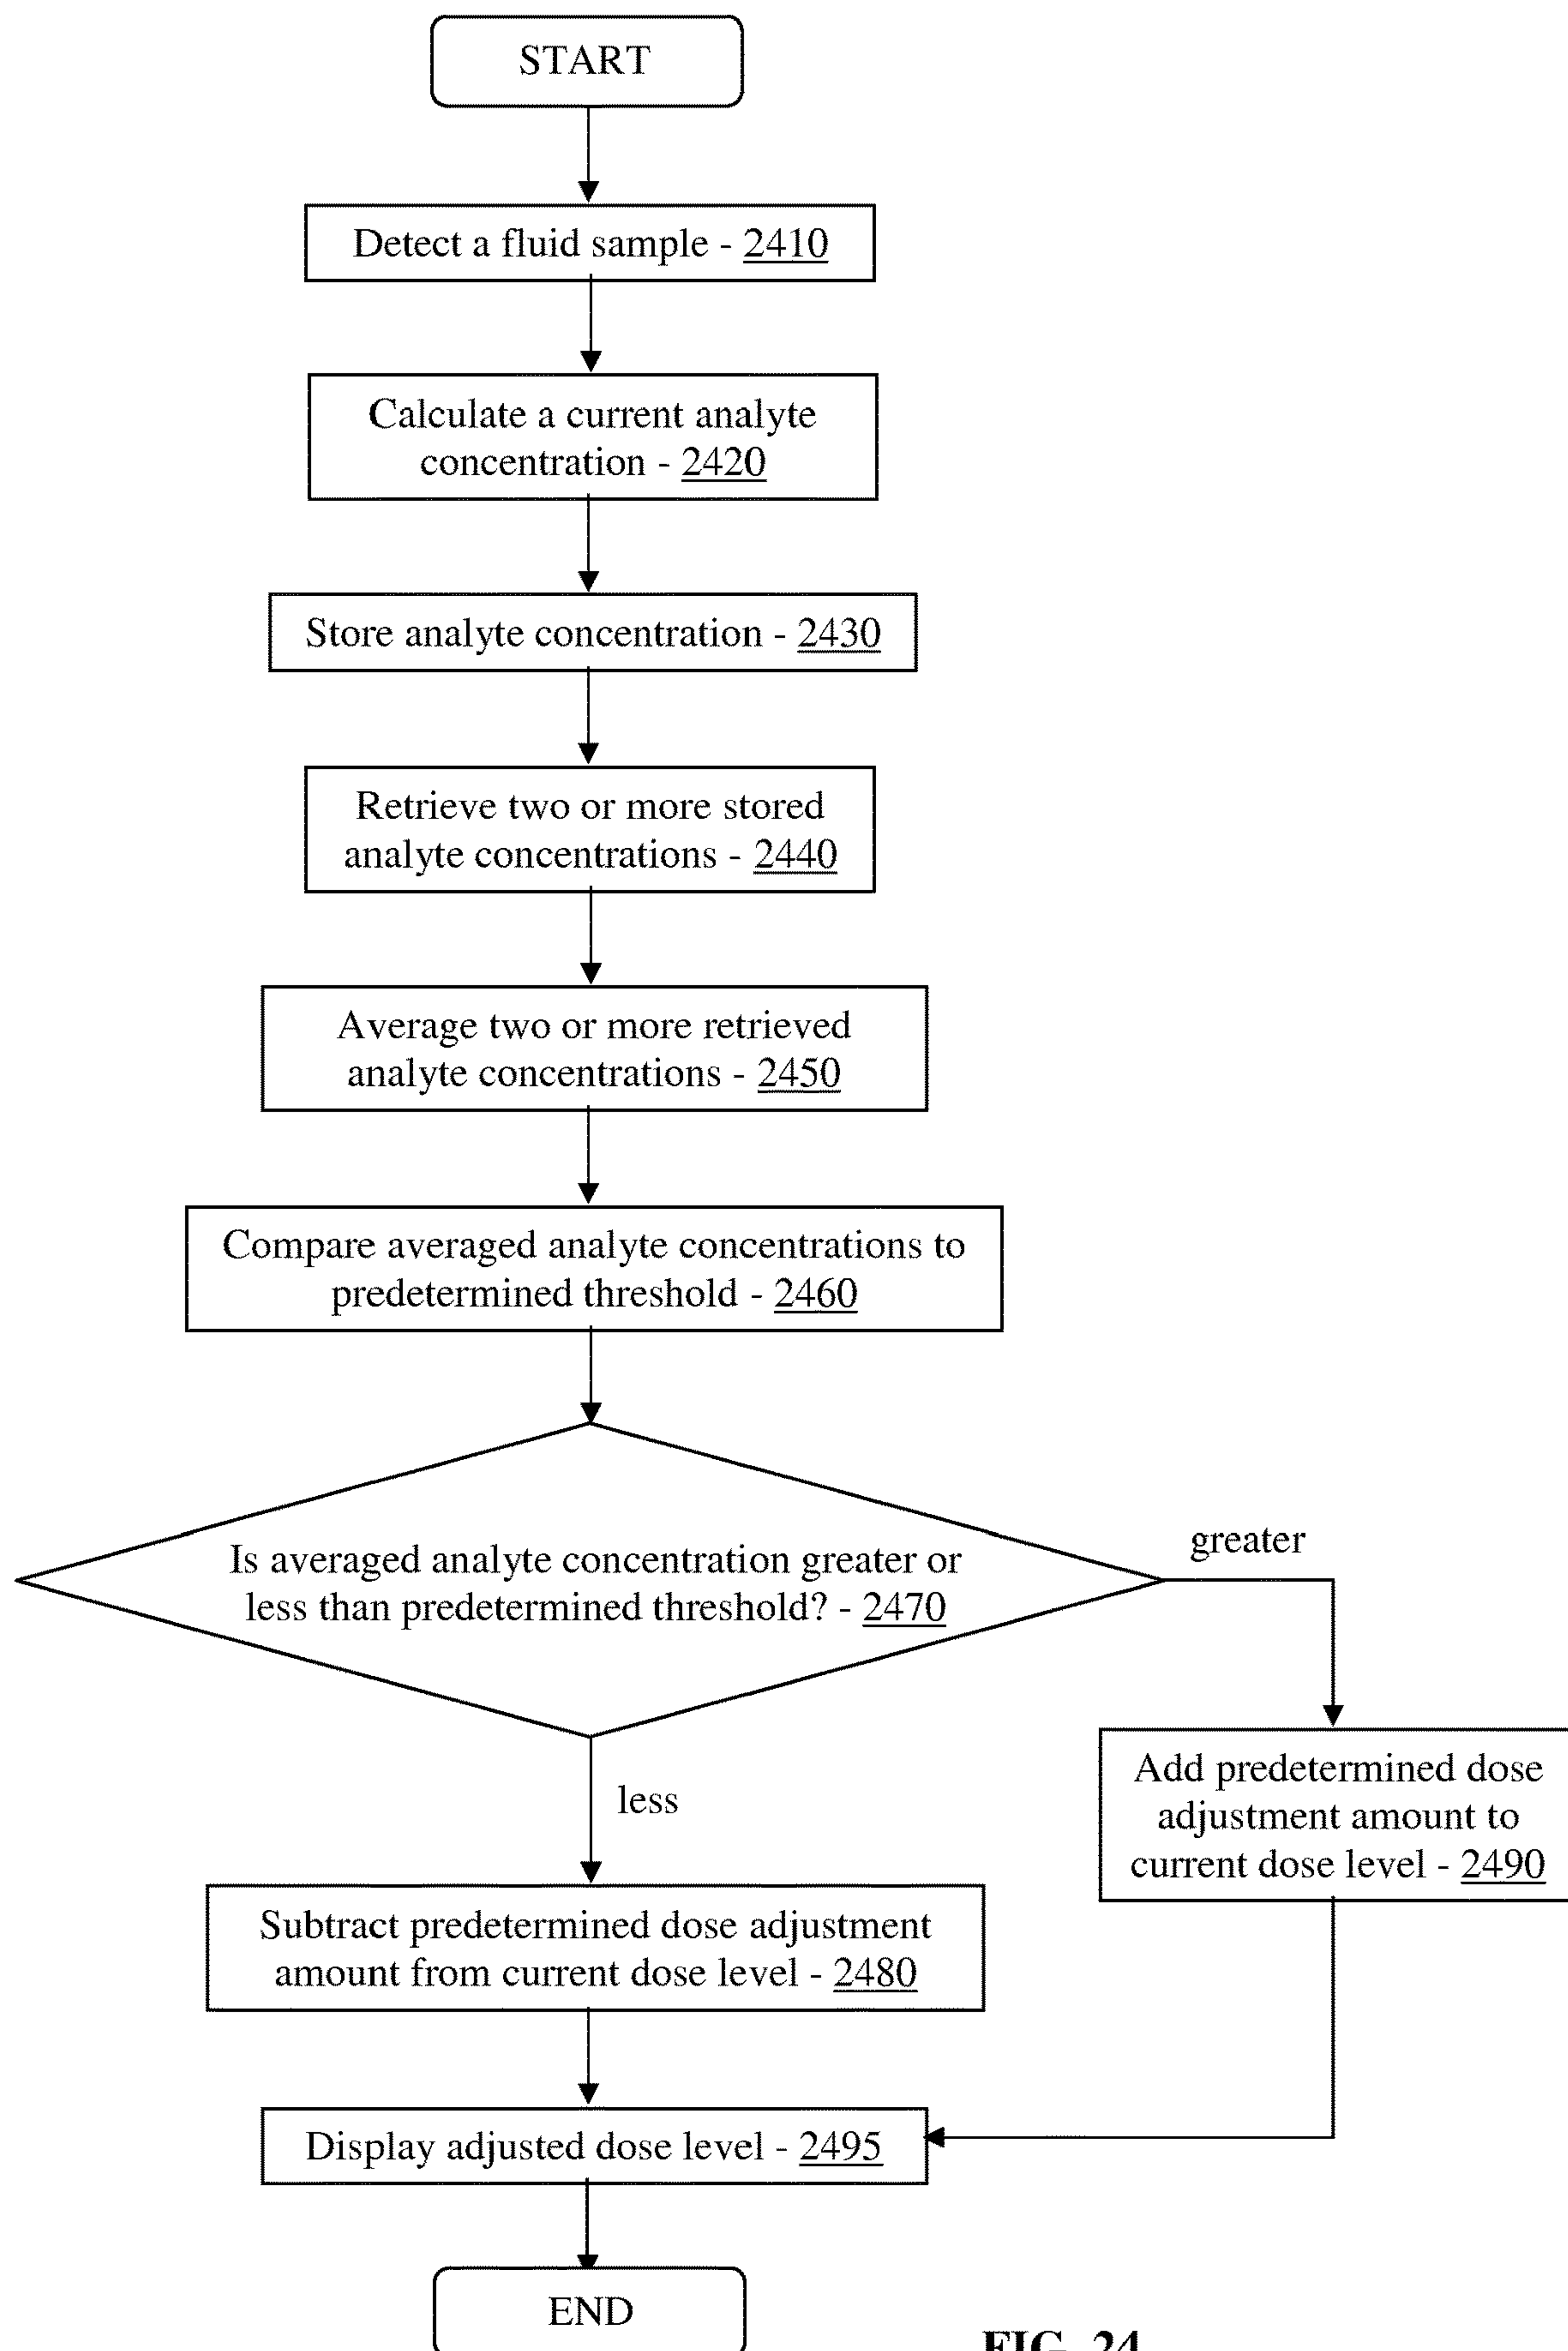 START
Detect a fluid sample - 2410
Calculate a current analyte
concentration - 2420
Store analyte concentration - 2430
Retrieve two or more stored
analyte concentrations - 2440
Average two or more retrieved
analyte concentrations - 2450
Compare averaged analyte concentrations to
predetermined threshold - 2460
Is averaged analyte concentration greater or
less than predetermined threshold? - 2470
greater
less
Add predetermined dose
adjustment amount to
current dose level - 2490
Subtract predetermined dose adjustment
amount from current dose level - 2480
Display adjusted dose level - 2495
END
FIG. 24